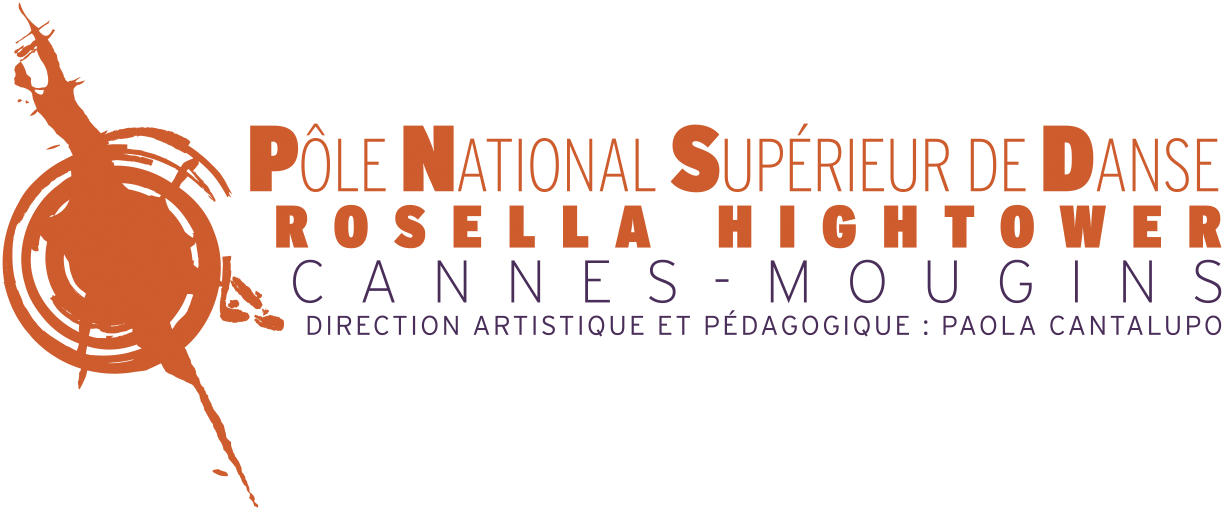 PÔLE NATIONAL SUPÉRIEUR DE DANSE
ROSELLA HIGHTOWER
CANNES-MOUGINS
DIRECTION ARTISTIQUE ET PÉDAGOGIQUE : PAOLA CANTALUPO